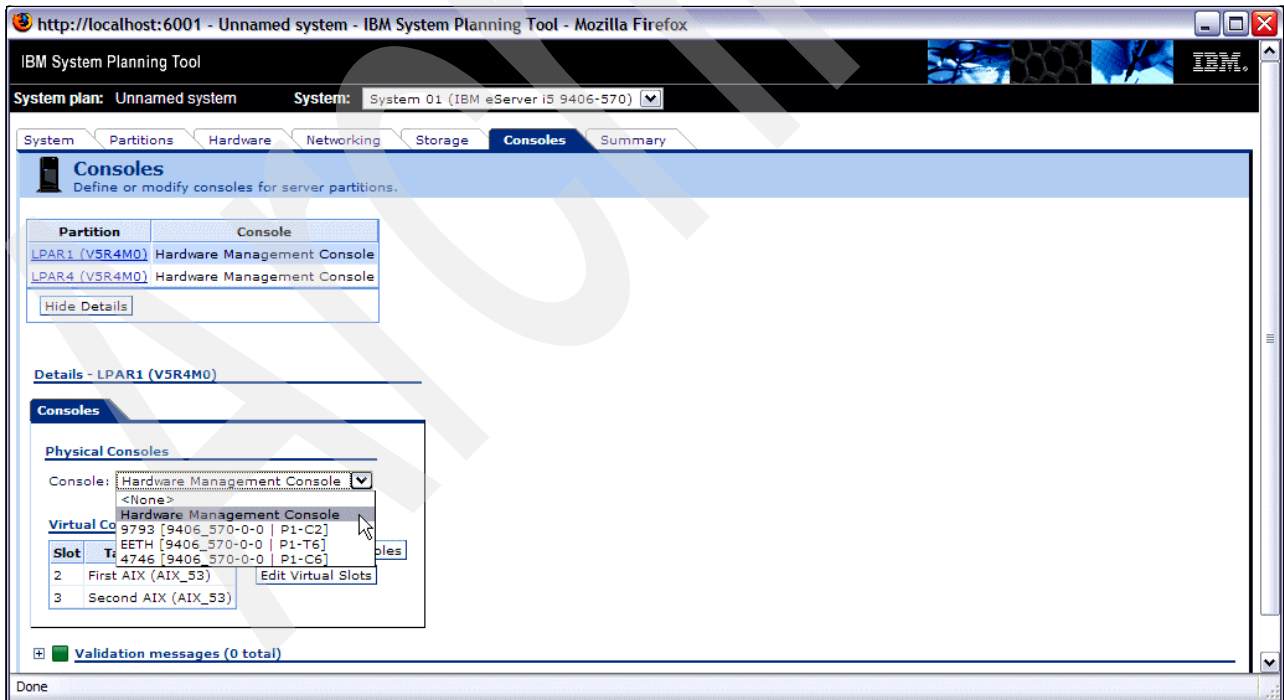 http://localhost:6001 - Unnamed system - IBM System Planning Tool - Mozilla Firefox
IBM System Planning Tool
IBM.
System plan: Unnamed system System: System 01 (IBM eServer i5 9406-570)
System Partitions Hardware Networking Storage Consoles Summary
Consoles
Define or modify consoles for server partitions.
Partition Console
LPAR1 (V5R4M0) Hardware Management Console
LPAR4 (V5R4M0) Hardware Management Console
Hide Details
Details - LPAR1 (V5R4M0)
Consoles
Physical Consoles
Console: Hardware Management Console
<None>
Hardware Management Console
9793 [9406_570-0-0 | P1-C2]
EETH [9406_570-0-0 | P1-T6]
4746 [9406_570-0-0 | P1-C6]
Virtual
Slot
2 First AIX (AIX_53) Edit Virtual Slots
3 Second AIX (AIX_53)
Validation messages (0 total)
Done